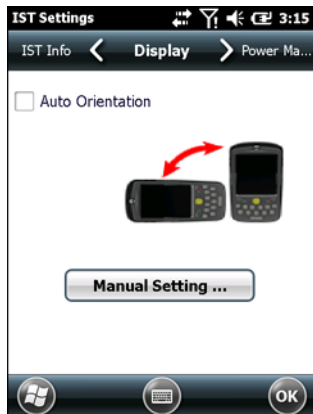 IST Settings 3:15
IST Info Display Power Ma...
Auto Orientation
Manual Setting ...
OK